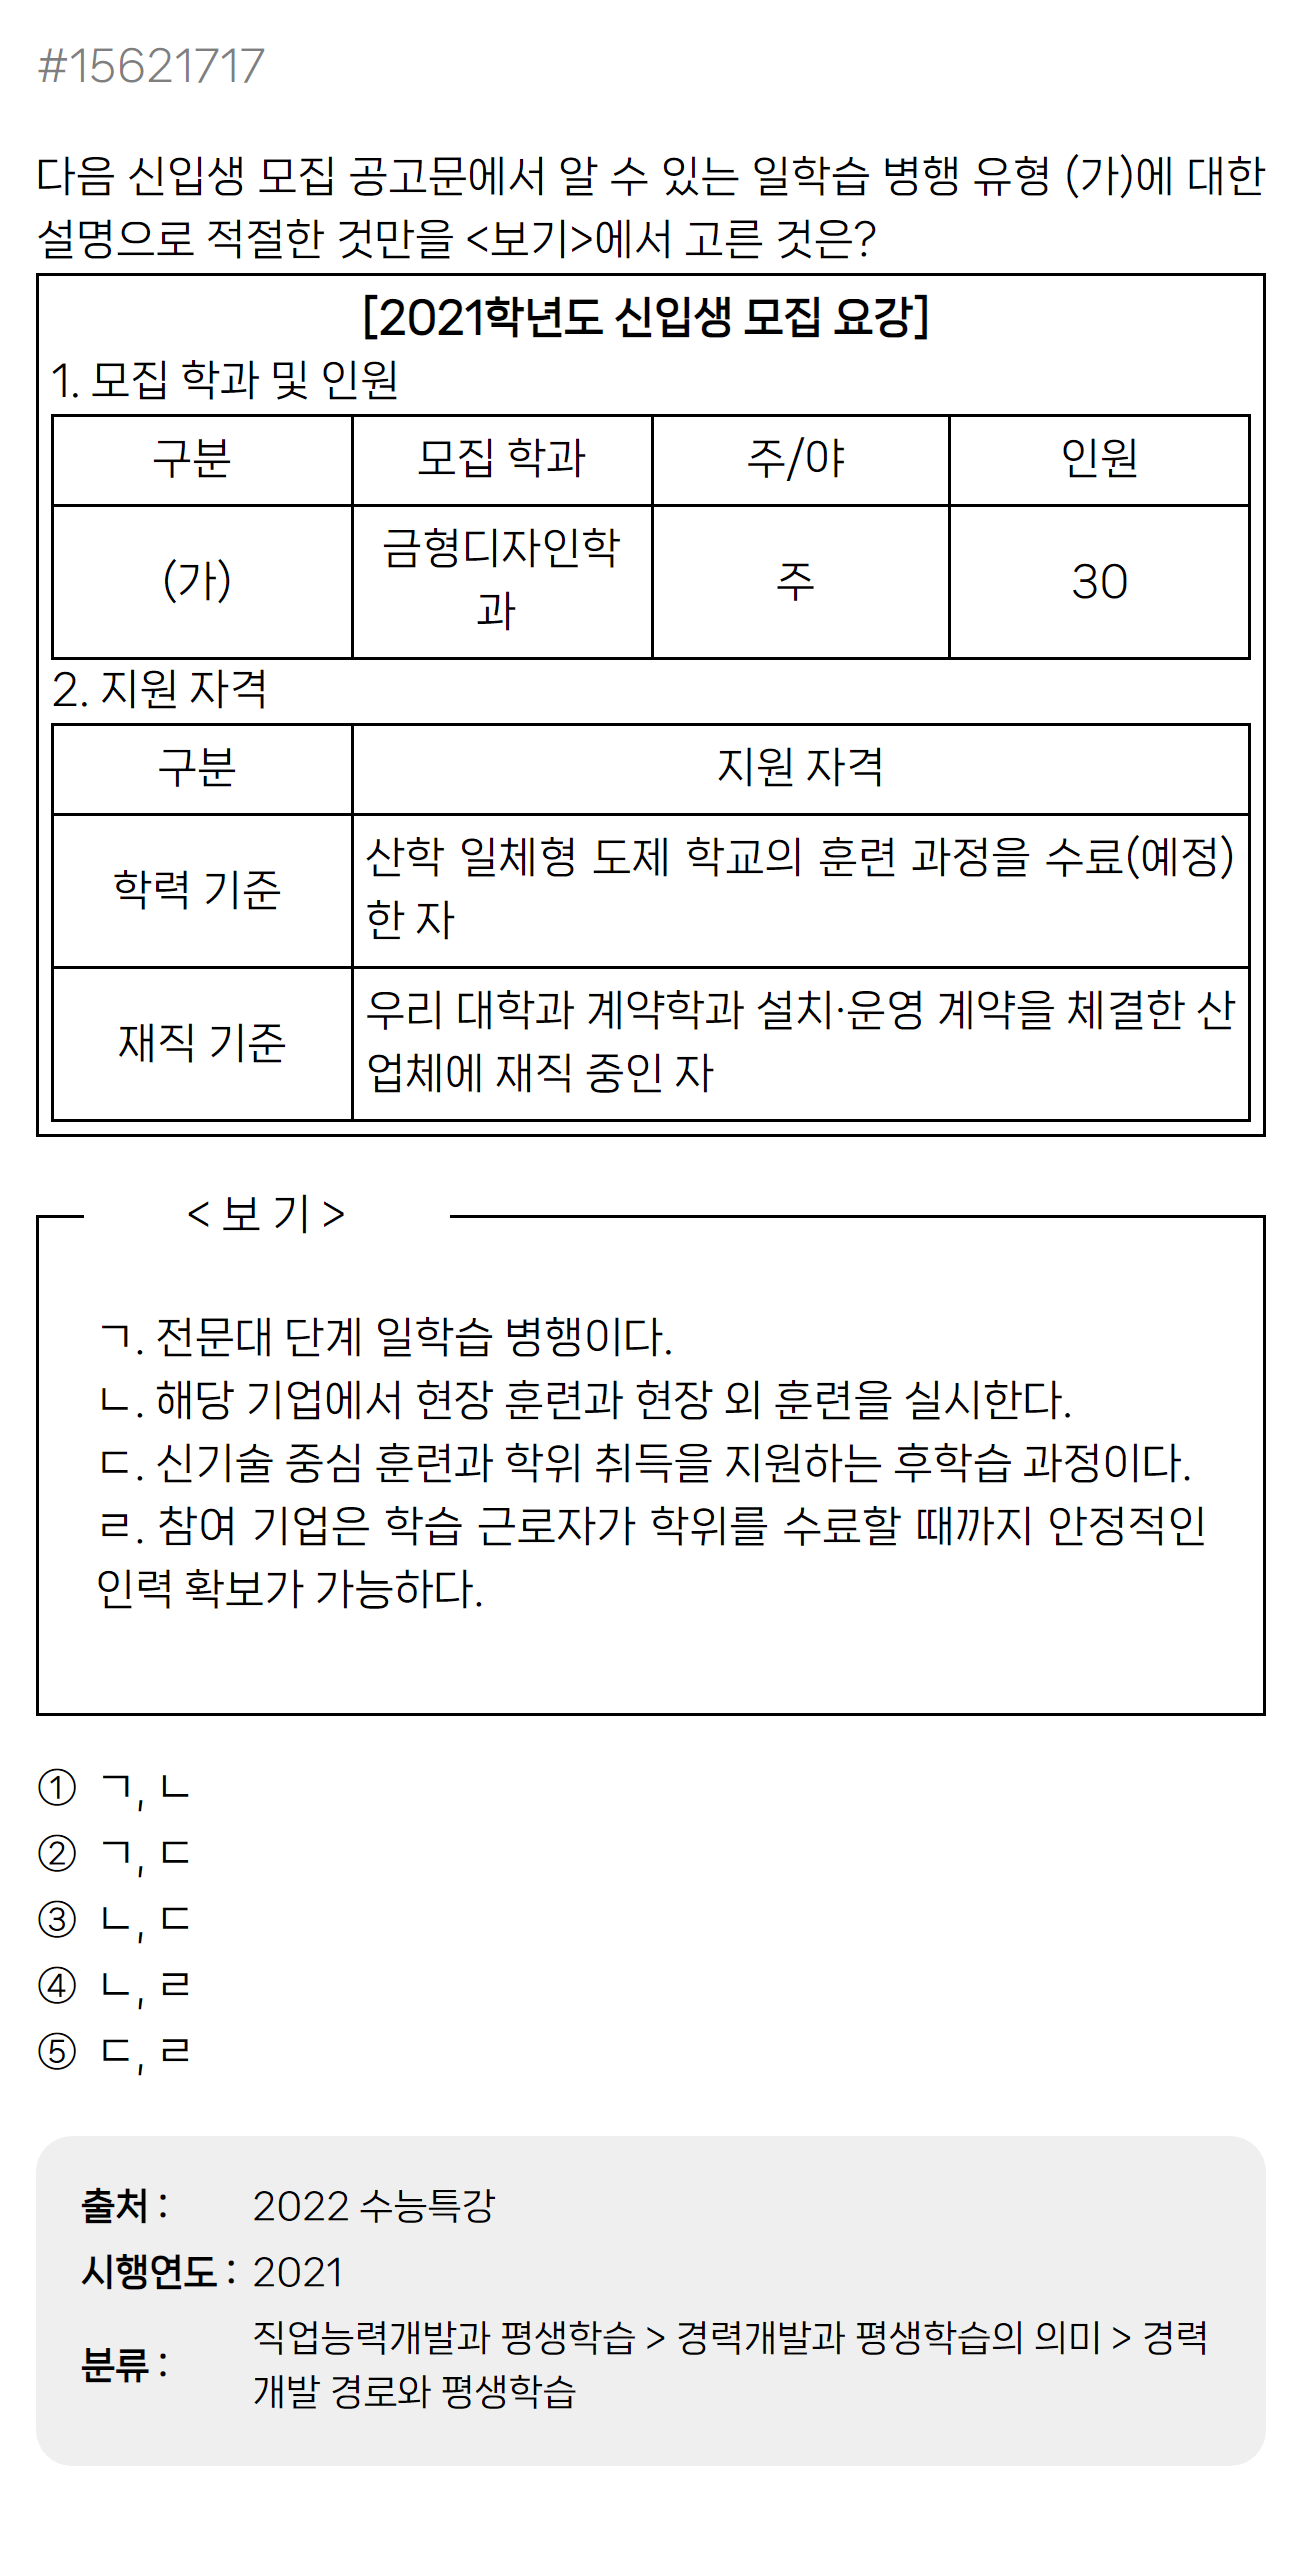 #15621717
다음 신입생 모집 공고문에서 알 수 있는 일학습 병행 유형 (가)에 대한
설명으로 적절한 것만을 <보기>에서 고른 것은?
[2021학년도 신입생 모집 요강]
1. 모집 학과 및 인원
구분 모집 학과 주/야 인원
(가) 금형디자인학 주 30
과
2. 지원 자격
구분 지원 자격
학력 기준 산학 일체형 도제 학교의 훈련 과정을 수료(예정)
한 자
재직 기준 우리 대학과 계약학과 설치·운영 계약을 체결한 산
업체에 재직 중인 자
< 보 기 >
ㄱ. 전문대 단계 일학습 병행이다.
ㄴ. 해당 기업에서 현장 훈련과 현장 외 훈련을 실시한다.
ㄷ. 신기술 중심 훈련과 학위 취득을 지원하는 후학습 과정이다.
ㄹ. 참여 기업은 학습 근로자가 학위를 수료할 때까지 안정적인
인력 확보가 가능하다.
① ㄱ, ㄴ
② ㄱ, ㄷ
③ ㄴ, ㄷ
④ ㄴ, ㄹ
⑤ ㄷ, ㄹ
출처 : 2022 수능특강
시행연도 : 2021
분류 : 직업능력개발과 평생학습 > 경력개발과 평생학습의 의미 > 경력
개발 경로와 평생학습